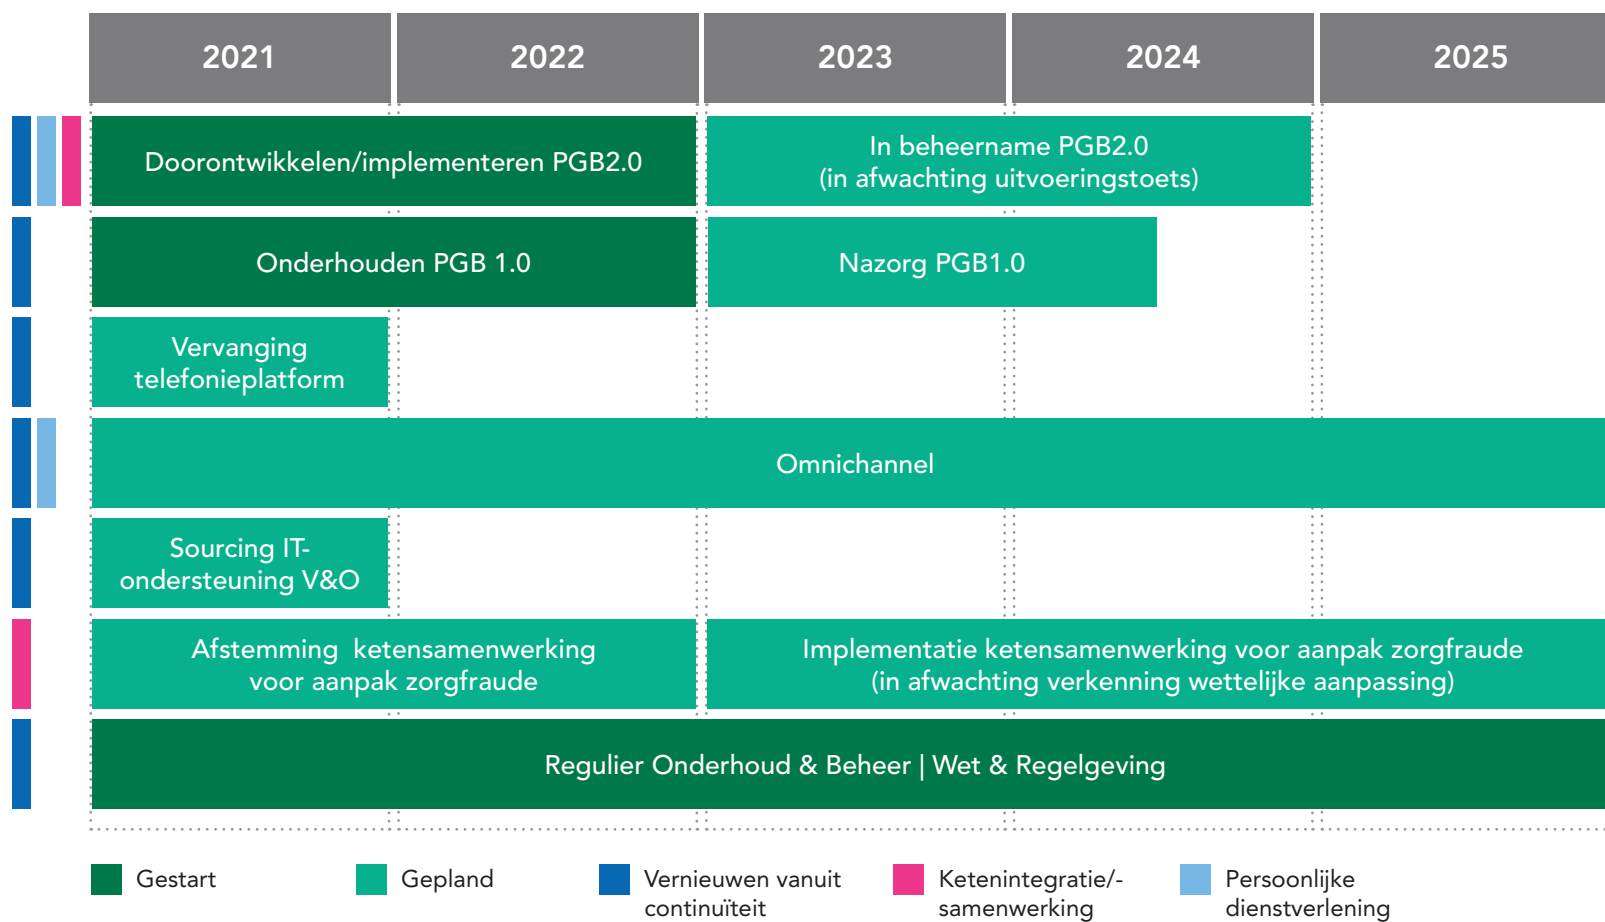 2021
2022
2023
2024
2025
Doorontwikkelen/implementeren PGB2.0
In beheername PGB2.0
(in afwachting uitvoeringstoets)
Onderhouden PGB 1.0
Nazorg PGB1.0
Vervanging
telefonieplatform
Omnichannel
Sourcing IT-
ondersteuning V&O
Afstemming ketensamenwerking
voor aanpak zorgfraude
Implementatie ketensamenwerking voor aanpak zorgfraude
(in afwachting verkenning wettelijke aanpassing)
Regulier Onderhoud & Beheer | Wet & Regelgeving
Gestart
Gepland
Vernieuwen vanuit
continuïteit
Ketenintegratie/-
samenwerking
Persoonlijke
dienstverlening